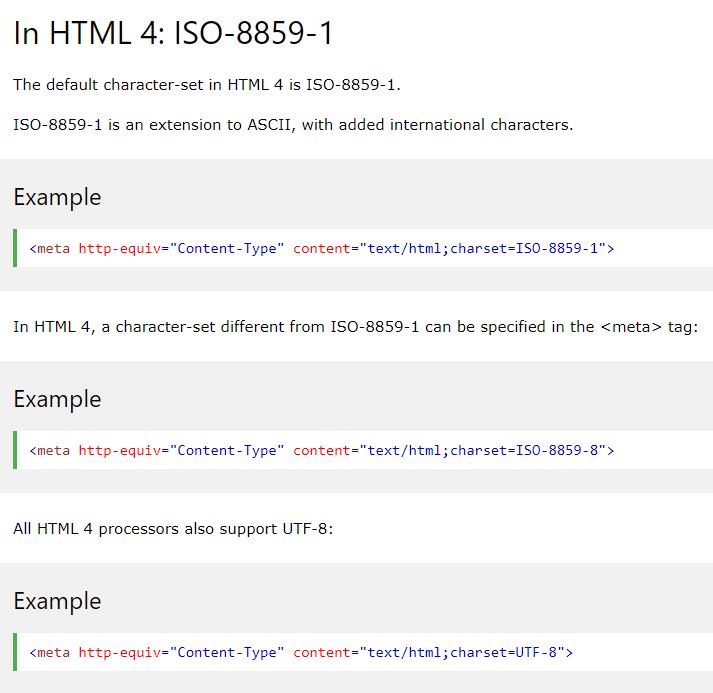 In HTML 4: ISO-8859-1
The default character-set in HTML 4 is ISO-8859-1.
ISO-8859-1 is an extension to ASCII, with added international characters.
Example
<meta http-equiv="Content-Type" content="text/html;charset=ISO-8859-1">
In HTML 4, a character-set different from ISO-8859-1 can be specified in the <meta> tag:
Example
<meta http-equiv="Content-Type" content="text/html;charset=ISO-8859-8">
All HTML 4 processors also support UTF-8:
Example
<meta http-equiv="Content-Type" content="text/html;charset=UTF-8">